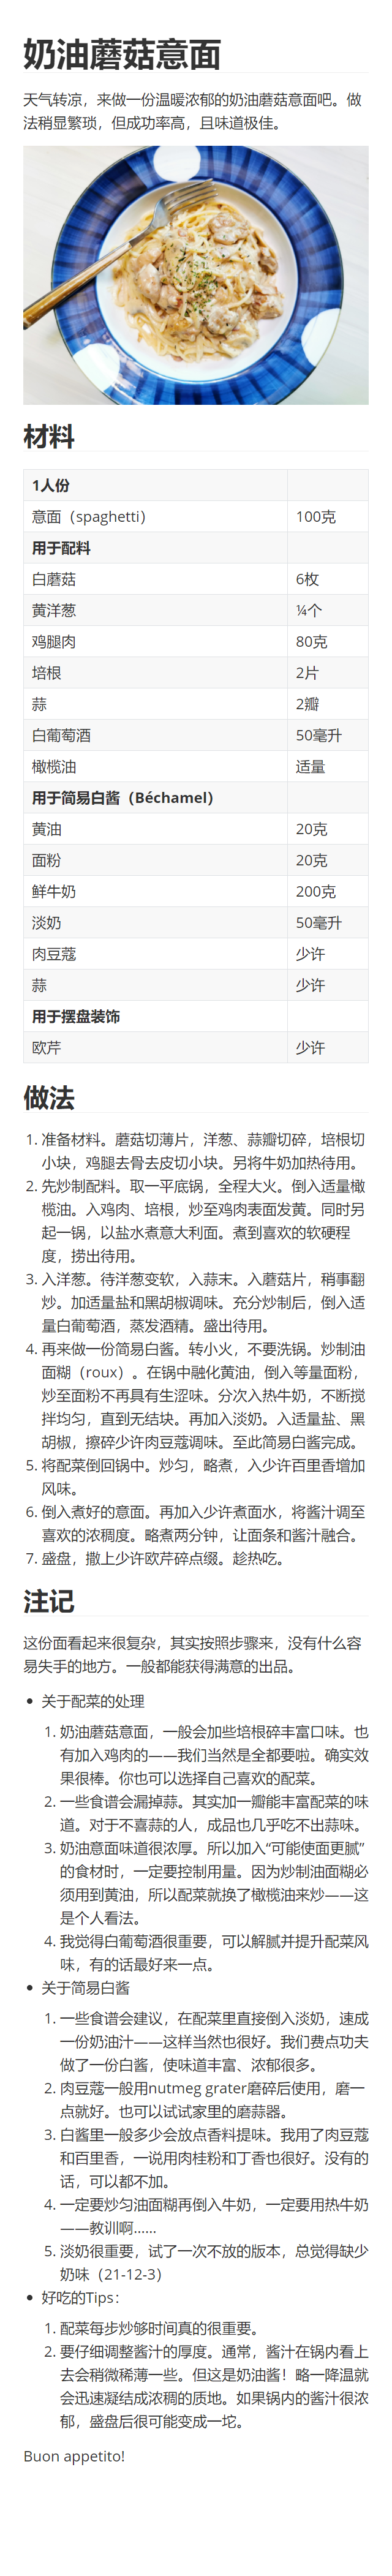 奶油蘑菇意面
天气转凉，来做一份温暖浓郁的奶油蘑菇意面吧。做
法稍显繁琐，但成功率高，且味道极佳。
材料
1人份
意面（spaghetti） 100克
用于配料
白蘑菇 6枚
黄洋葱 ¼个
鸡腿肉 80克
培根 2片
蒜 2瓣
白葡萄酒 50毫升
橄榄油 适量
用于简易白酱（Béchamel）
黄油 20克
面粉 20克
鲜牛奶 200克
淡奶 50毫升
肉豆蔻 少许
蒜 少许
用于摆盘装饰
欧芹 少许
做法
1. 准备材料。蘑菇切薄片，洋葱、蒜瓣切碎，培根切
小块，鸡腿去骨去皮切小块。另将牛奶加热待用。
2. 先炒制配料。取一平底锅，全程大火。倒入适量橄
榄油。入鸡肉、培根，炒至鸡肉表面发黄。同时另
起一锅，以盐水煮意大利面。煮到喜欢的软硬程
度，捞出待用。
3. 入洋葱。待洋葱变软，入蒜末。入蘑菇片，稍事翻
炒。加适量盐和黑胡椒调味。充分炒制后，倒入适
量白葡萄酒，蒸发酒精。盛出待用。
4. 再来做一份简易白酱。转小火，不要洗锅。炒制油
面糊（roux）。在锅中融化黄油，倒入等量面粉，
炒至面粉不再具有生涩味。分次入热牛奶，不断搅
拌均匀，直到无结块。再加入淡奶。入适量盐、黑
胡椒，擦碎少许肉豆蔻调味。至此简易白酱完成。
5. 将配菜倒回锅中。炒匀，略煮，入少许百里香增加
风味。
6. 倒入煮好的意面。再加入少许煮面水，将酱汁调至
喜欢的浓稠度。略煮两分钟，让面条和酱汁融合。
7. 盛盘，撒上少许欧芹碎点缀。趁热吃。
注记
这份面看起来很复杂，其实按照步骤来，没有什么容
易失手的地方。一般都能获得满意的出品。
• 关于配菜的处理
1. 奶油蘑菇意面，一般会加些培根碎丰富口味。也
有加入鸡肉的——我们当然是全都要啦。确实效
果很棒。你也可以选择自己喜欢的配菜。
2. 一些食谱会漏掉蒜。其实加一瓣能丰富配菜的味
道。对于不喜蒜的人，成品也几乎吃不出蒜味。
3. 奶油意面味道很浓厚。所以加入“可能使面更腻”
的食材时，一定要控制用量。因为炒制油面糊必
须用到黄油，所以配菜就换了橄榄油来炒——这
是个人看法。
4. 我觉得白葡萄酒很重要，可以解腻并提升配菜风
味，有的话最好来一点。
• 关于简易白酱
1. 一些食谱会建议，在配菜里直接倒入淡奶，速成
一份奶油汁——这样当然也很好。我们费点功夫
做了一份白酱，使味道丰富、浓郁很多。
2. 肉豆蔻一般用nutmeg grater磨碎后使用，磨一
点就好。也可以试试家里的磨蒜器。
3. 白酱里一般多少会放点香料提味。我用了肉豆蔻
和百里香，一说用肉桂粉和丁香也很好。没有的
话，可以都不加。
4. 一定要炒匀油面糊再倒入牛奶，一定要用热牛奶
——教训啊……
5. 淡奶很重要，试了一次不放的版本，总觉得缺少
奶味（21-12-3）
• 好吃的Tips：
1. 配菜每步炒够时间真的很重要。
2. 要仔细调整酱汁的厚度。通常，酱汁在锅内看上
去会稍微稀薄一些。但这是奶油酱！略一降温就
会迅速凝结成浓稠的质地。如果锅内的酱汁很浓
郁，盛盘后很可能变成一坨。
Buon appetito!